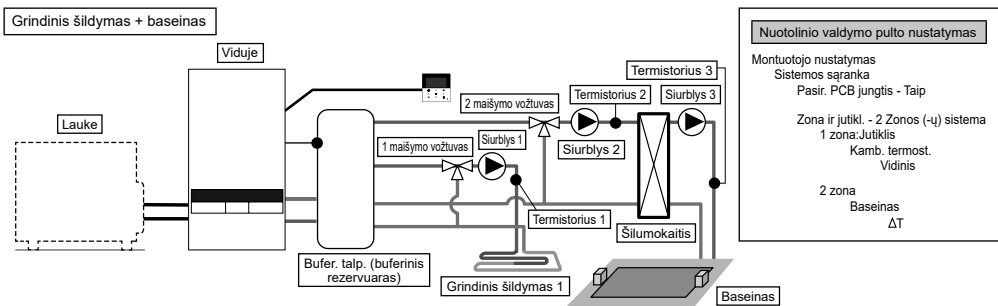 Grindinis šildymas + baseinas
Viduje
Lauke
2 maišymo vožtuvas
Termistorius 2
Termistorius 3
Siurblys 3
1 maišymo vožtuvas
Siurblys 1
Siurblys 2
Termistorius 1
Šilumokaitis
Bufer. talp. (buferinis
rezervuaras)
Grindinis šildymas 1
Baseinas
Nuotolinio valdymo pulto nustatymas
Montuotojo nustatymas
Sistemos sąranka
Pasir. PCB jungtis - Taip
Zona ir jutikl. - 2 Zonos (-ų) sistema
1 zona:Jutiklis
Kamb. termost.
Vidinis
2 zona
Baseinas
ΔT